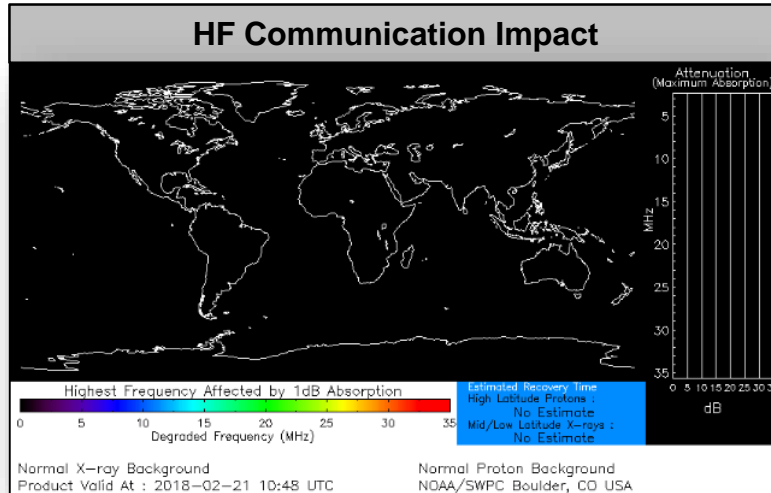 HF Communication Impact
Attenuation
(Maximum Absorption)
5
10
15
20
25
30
35
MHz
0 5 10 15 20 25 30
dB
Highest Frequency Affected by 1dB Absorption
0 5 10 15 20 25 30 35
Degraded Frequency (MHz)
Estimated Recovery Time
High Latitude Protons :
No Estimate
Mid/Low Latitude X-rays :
No Estimate
Normal X-ray Background
Product Valid At : 2018-02-21 10:48 UTC
Normal Proton Background
NOAA/SWPC Boulder, CO USA